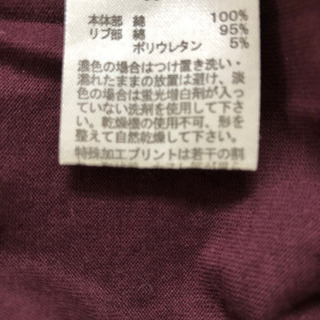 本体部 綿 100%
リブ部 綿 95%
ポリウレタン 5%
濃色の場合はつけ置き洗い・
濡れたままの放置は避け、淡
色の場合は蛍光増白剤が入っ
ていない洗剤を使用して下さ
い。乾燥機の使用不可、形を
整えて自然乾燥して下さい。
特殊加工プリントは若干の割